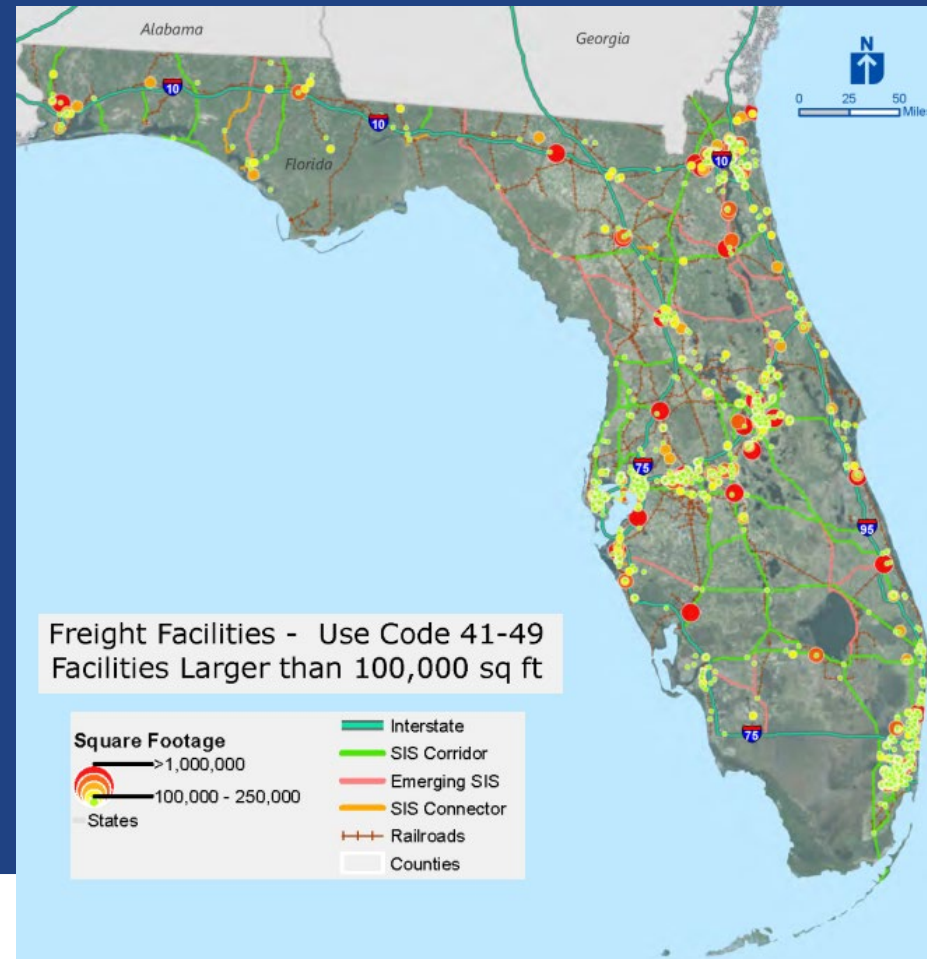 Alabama
Georgia
N
0 25 50
Miles
10
10
10
Florida
75
95
75
Freight Facilities - Use Code 41-49
Facilities Larger than 100,000 sq ft
Square Footage
>1,000,000
100,000 - 250,000
States
Interstate
SIS Corridor
Emerging SIS
SIS Connector
Railroads
Counties